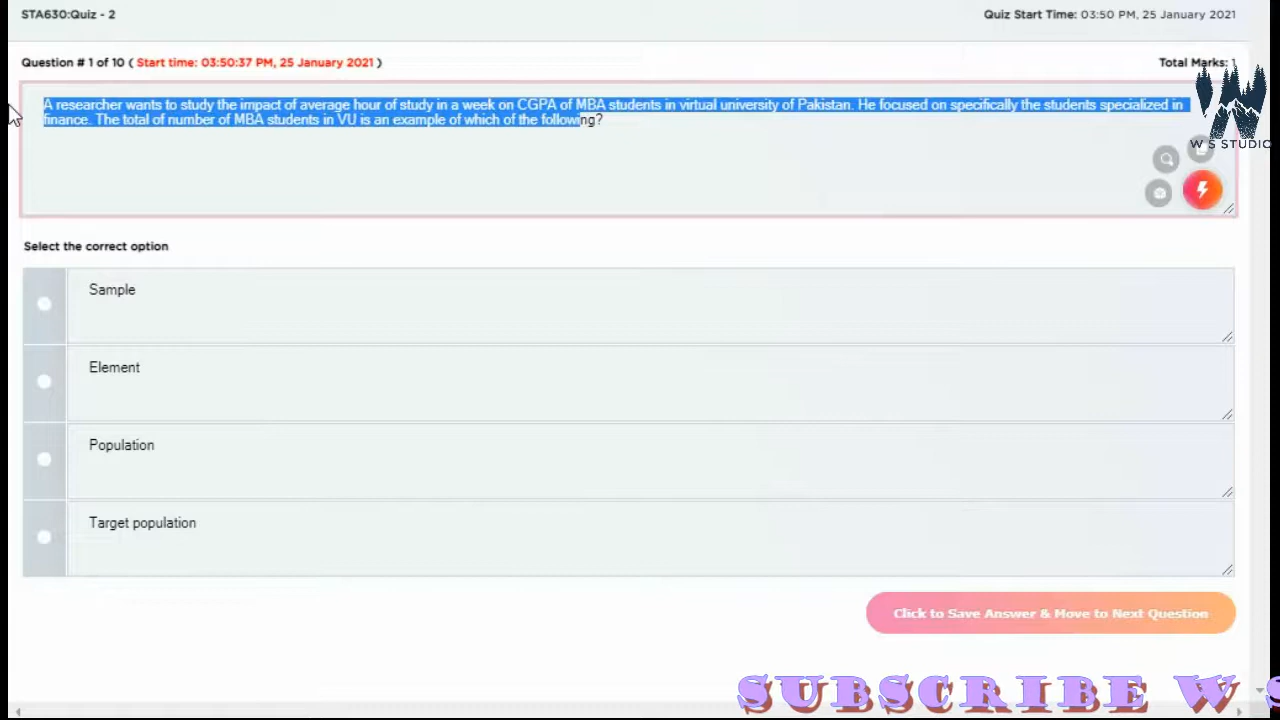 STA630:Quiz - 2
Quiz Start Time: 03:50 PM, 25 January 2021
Question # 1 of 10 ( Start time: 03:50:37 PM, 25 January 2021 )
Total Marks: 1
A researcher wants to study the impact of average hour of study in a week on CGPA of MBA students in virtual university of Pakistan. He focused on specifically the students specialized in
finance. The total of number of MBA students in VU is an example of which of the following?
W S STUDIO
Select the correct option
Sample
Element
Population
Target population
Click to Save Answer & Move to Next Question
SUBSCRIBE W S